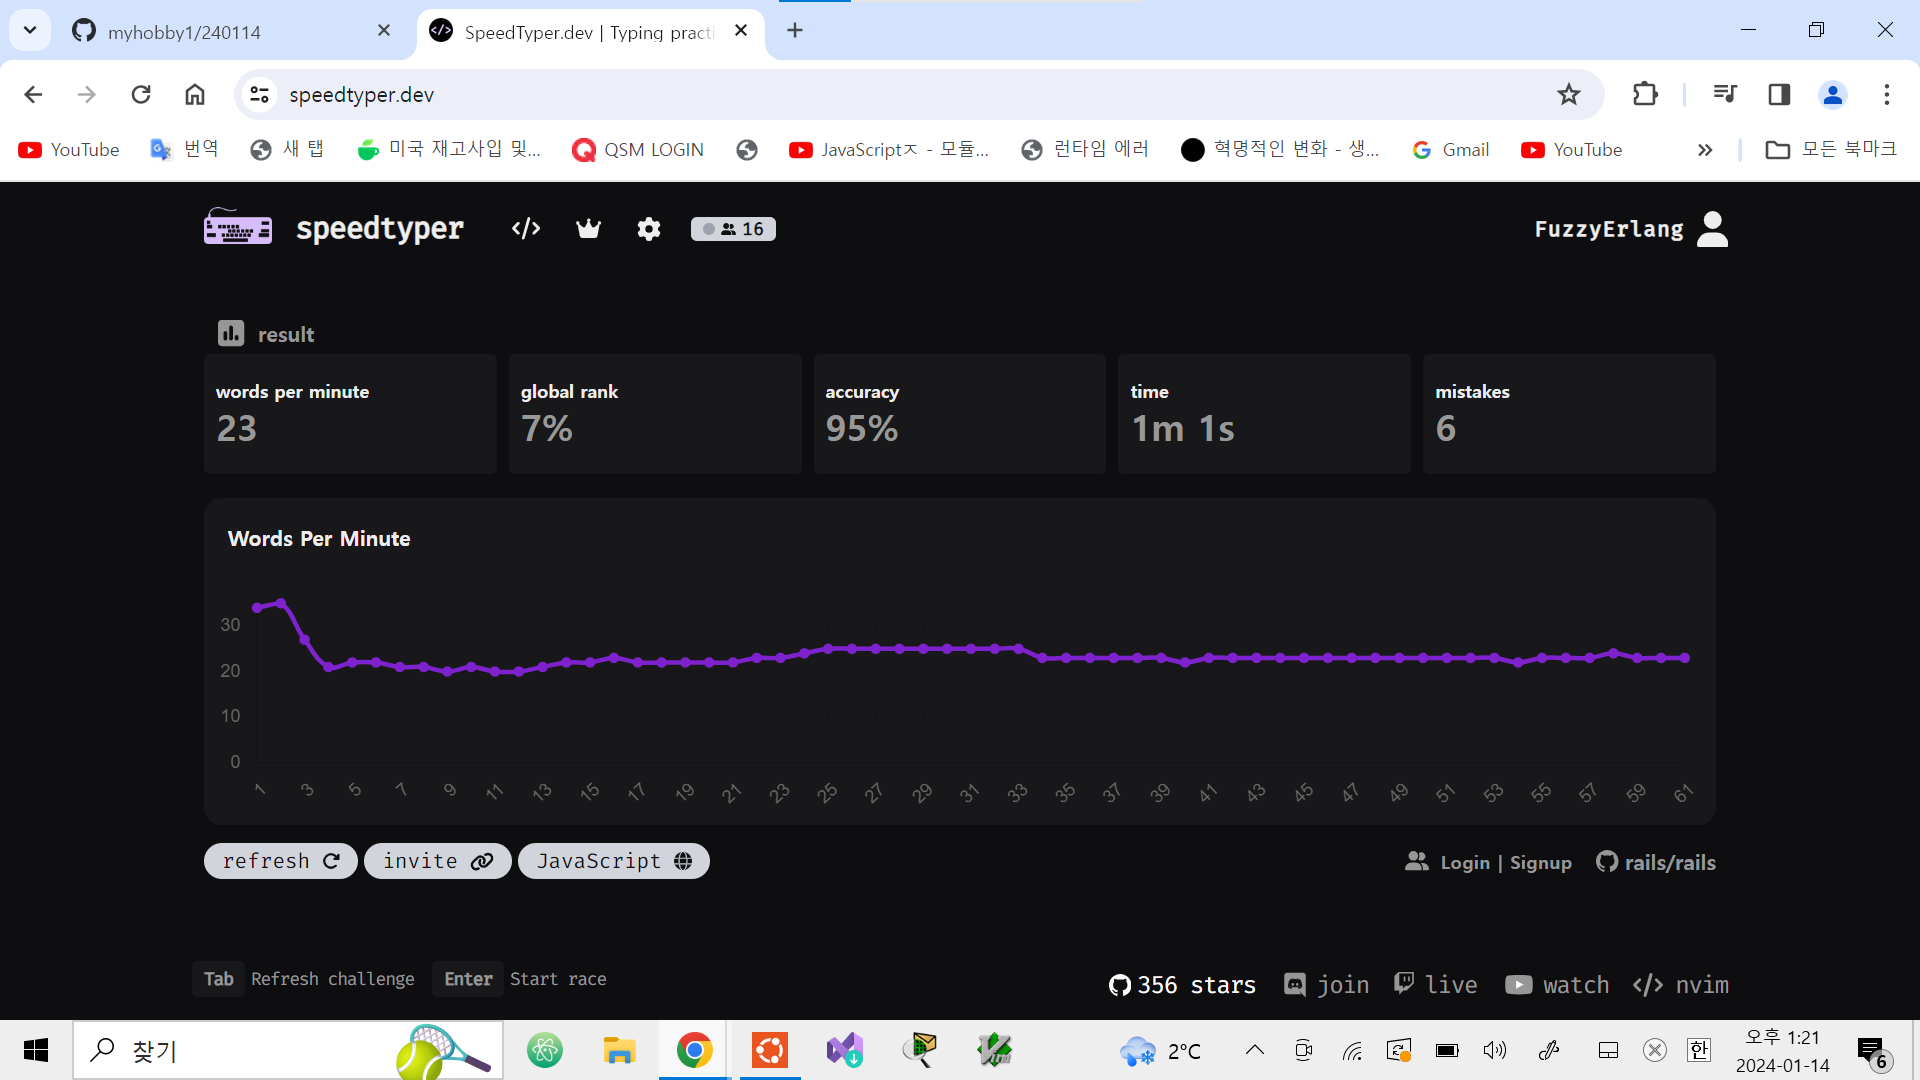 myhobby1/240114
SpeedTyper.dev | Typing practi
speedtyper.dev
YouTube 번역 새 탭 미국 재고사입 및... QSM LOGIN JavaScriptㅈ - 모듈... 런타임 에러 혁명적인 변화 - 생... Gmail YouTube » 모든 북마크
speedtyper </> 16 FuzzyErlang
result
words per minute
23
global rank
7%
accuracy
95%
time
1m 1s
mistakes
6
Words Per Minute
30
20
10
0
1 3 5 7 9 11 13 15 17 19 21 23 25 27 29 31 33 35 37 39 41 43 45 47 49 51 53 55 57 59 61
refresh invite JavaScript Login | Signup rails/rails
Tab Refresh challenge Enter Start race
356 stars join live watch </> nvim
찾기
2°C
한
오후 1:21
2024-01-14
6